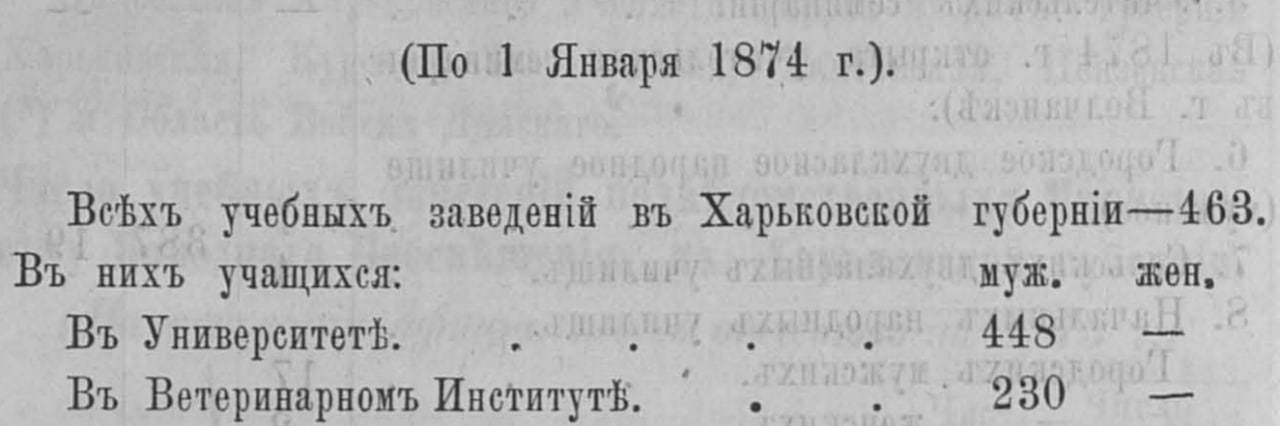 (По 1 Января 1874 г.).
Всѣхъ учебныхъ заведеній въ Харьковской губерніи—463.
Въ нихъ учащихся: муж. жен.
Въ Университетѣ. . . . . 448 —
Въ Ветеринарномъ Институтѣ. . . 230 —